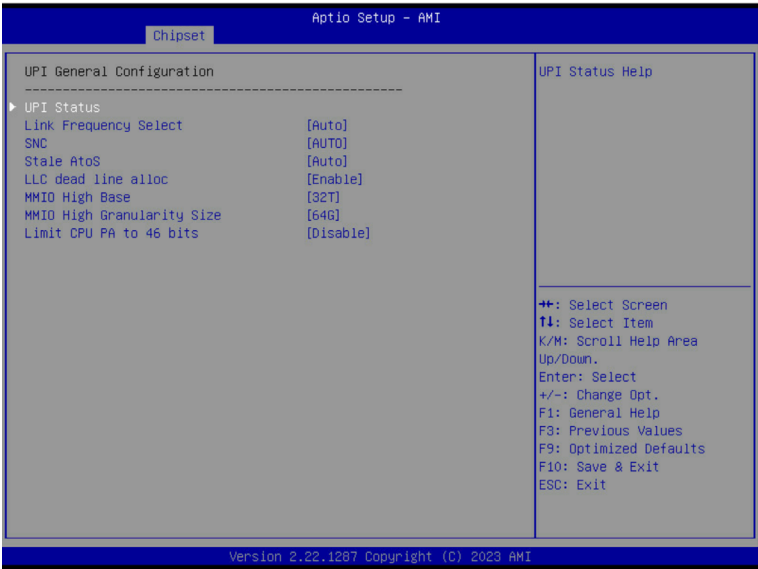 Aptio Setup – AMI
Chipset
UPI General Configuration
--------------------------------------------------
UPI Status
Link Frequency Select [Auto]
SNC [AUTO]
Stale AtoS [Auto]
LLC dead line alloc [Enable]
MMIO High Base [32T]
MMIO High Granularity Size [64G]
Limit CPU PA to 46 bits [Disable]
UPI Status Help
→←: Select Screen
↑↓: Select Item
K/M: Scroll Help Area
Up/Down.
Enter: Select
+/-: Change Opt.
F1: General Help
F3: Previous Values
F9: Optimized Defaults
F10: Save & Exit
ESC: Exit
Version 2.22.1287 Copyright (C) 2023 AMI